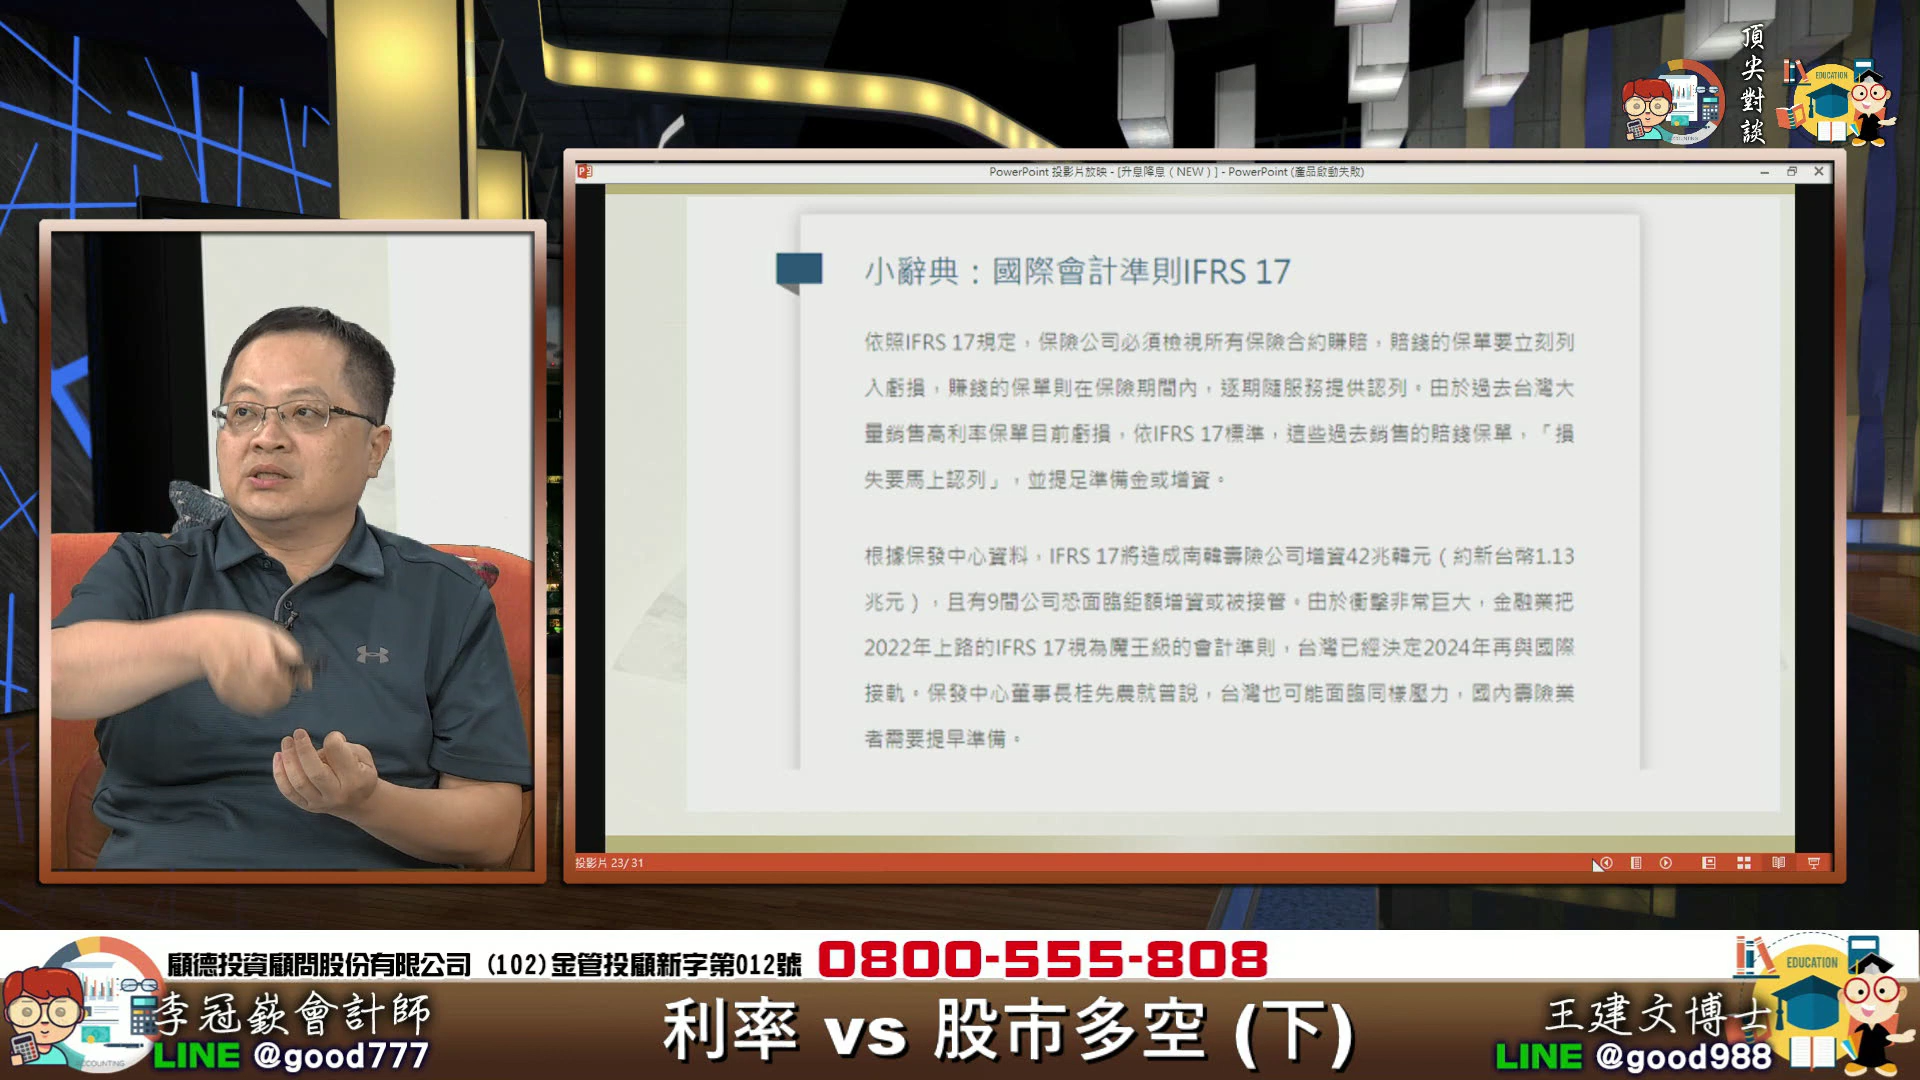 頂尖對談
EDUCATION
PowerPoint 投影片放映 - [升息降息（NEW）] - PowerPoint (產品啟動失敗)
小辭典：國際會計準則IFRS 17
依照IFRS 17規定，保險公司必須檢視所有保險合約賺賠，賠錢的保單要立刻列
入虧損，賺錢的保單則在保險期間內，逐期隨服務提供認列。由於過去台灣大
量銷售高利率保單目前虧損，依IFRS 17標準，這些過去銷售的賠錢保單，「損
失要馬上認列」，並提足準備金或增資。
根據保發中心資料，IFRS 17將造成南韓壽險公司增資42兆韓元（約新台幣1.13
兆元），且有9間公司恐面臨鉅額增資或被接管。由於衝擊非常巨大，金融業把
2022年上路的IFRS 17視為魔王級的會計準則，台灣已經決定2024年再與國際
接軌。保發中心董事長桂先農就曾說，台灣也可能面臨同樣壓力，國內壽險業
者需要提早準備。
投影片 23/31
顧德投資顧問股份有限公司 (102)金管投顧新字第012號 0800-555-808
李冠嶔會計師
LINE @good777
利率 vs 股市多空 (下)
王建文博士
LINE @good988
EDUCATION
ACCOUNTING